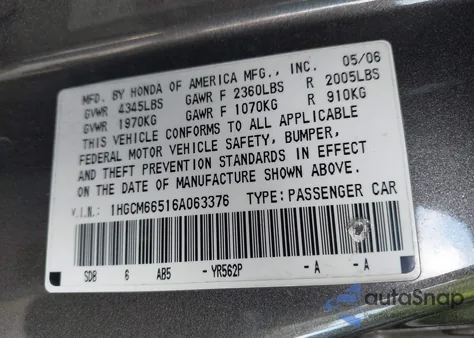 MFD. BY HONDA OF AMERICA MFG., INC. 05/06
GVWR 4345LBS GAWR F 2360LBS R 2005LBS
GVWR 1970KG GAWR F 1070KG R 910KG
THIS VEHICLE CONFORMS TO ALL APPLICABLE
FEDERAL MOTOR VEHICLE SAFETY, BUMPER,
AND THEFT PREVENTION STANDARDS IN EFFECT
ON THE DATE OF MANUFACTURE SHOWN ABOVE.
V.I.N.: 1HGCM66516A063376 TYPE: PASSENGER CAR
SDB 6 AB5 - YR562P - A - A
autoSnap